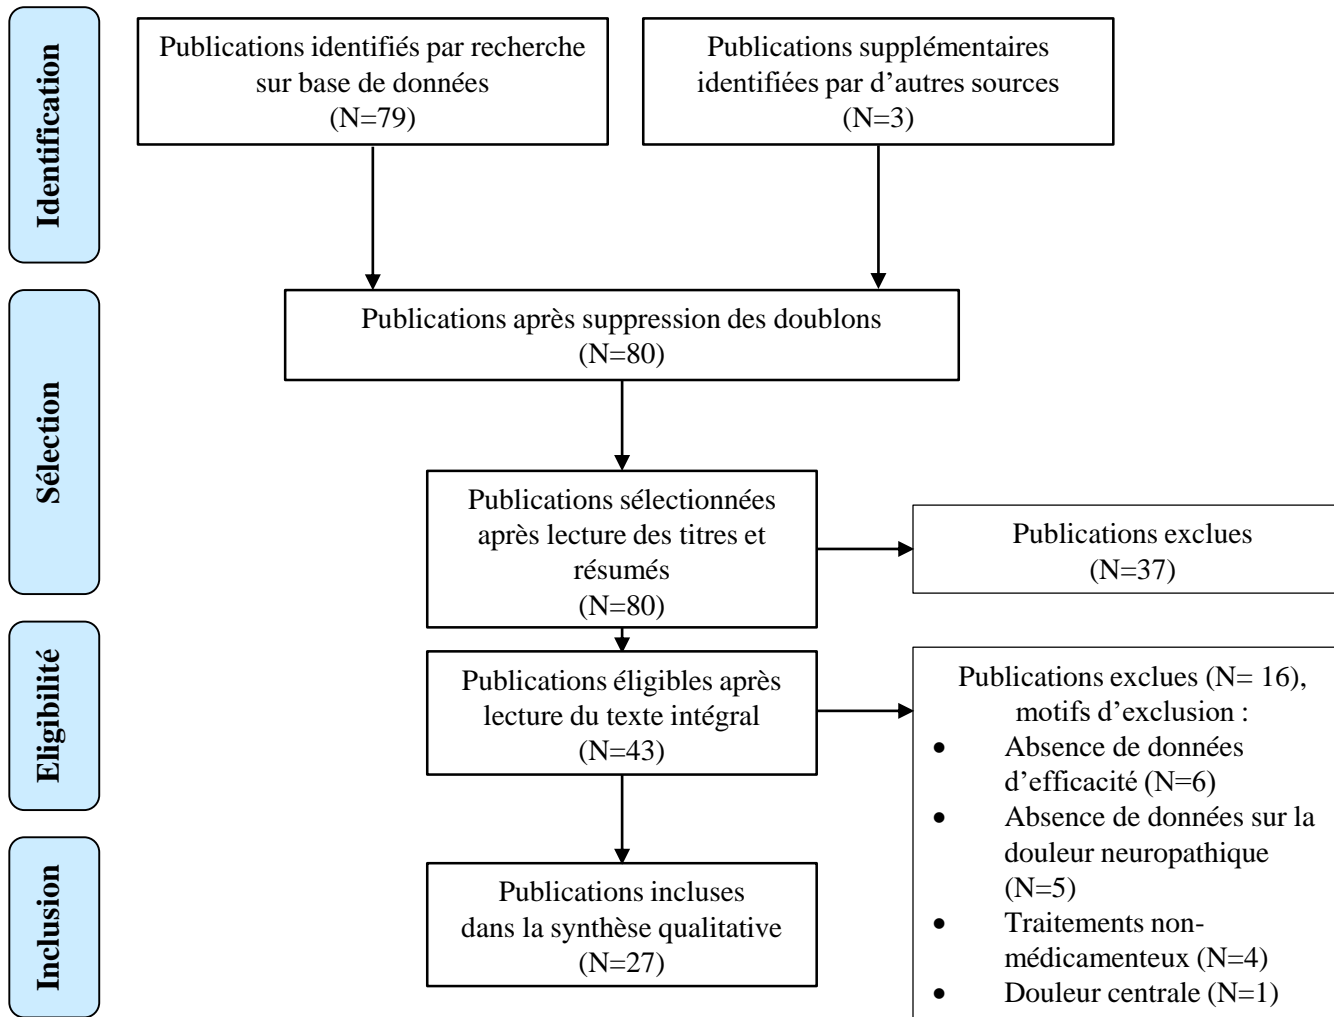 Identification
Publications identifiés par recherche
sur base de données
(N=79)
Publications supplémentaires
identifiées par d’autres sources
(N=3)
Sélection
Publications après suppression des doublons
(N=80)
Publications sélectionnées
après lecture des titres et
résumés
(N=80)
Publications exclues
(N=37)
Eligibilité
Publications éligibles après
lecture du texte intégral
(N=43)
Publications exclues (N= 16),
motifs d’exclusion :
• Absence de données
d’efficacité (N=6)
• Absence de données sur la
douleur neuropathique
(N=5)
• Traitements non-
médicamenteux (N=4)
• Douleur centrale (N=1)
Inclusion
Publications incluses
dans la synthèse qualitative
(N=27)